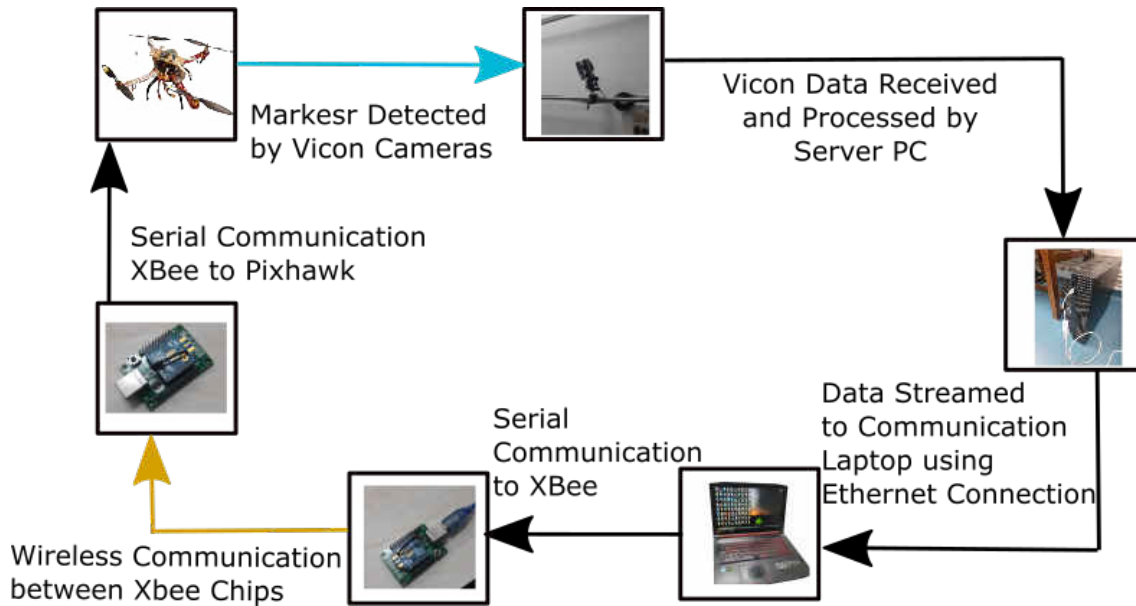 Markesr Detected
by Vicon Cameras
Vicon Data Received
and Processed by
Server PC
Serial Communication
XBee to Pixhawk
Data Streamed
to Communication
Laptop using
Ethernet Connection
Serial
Communication
to XBee
Wireless Communication
between Xbee Chips